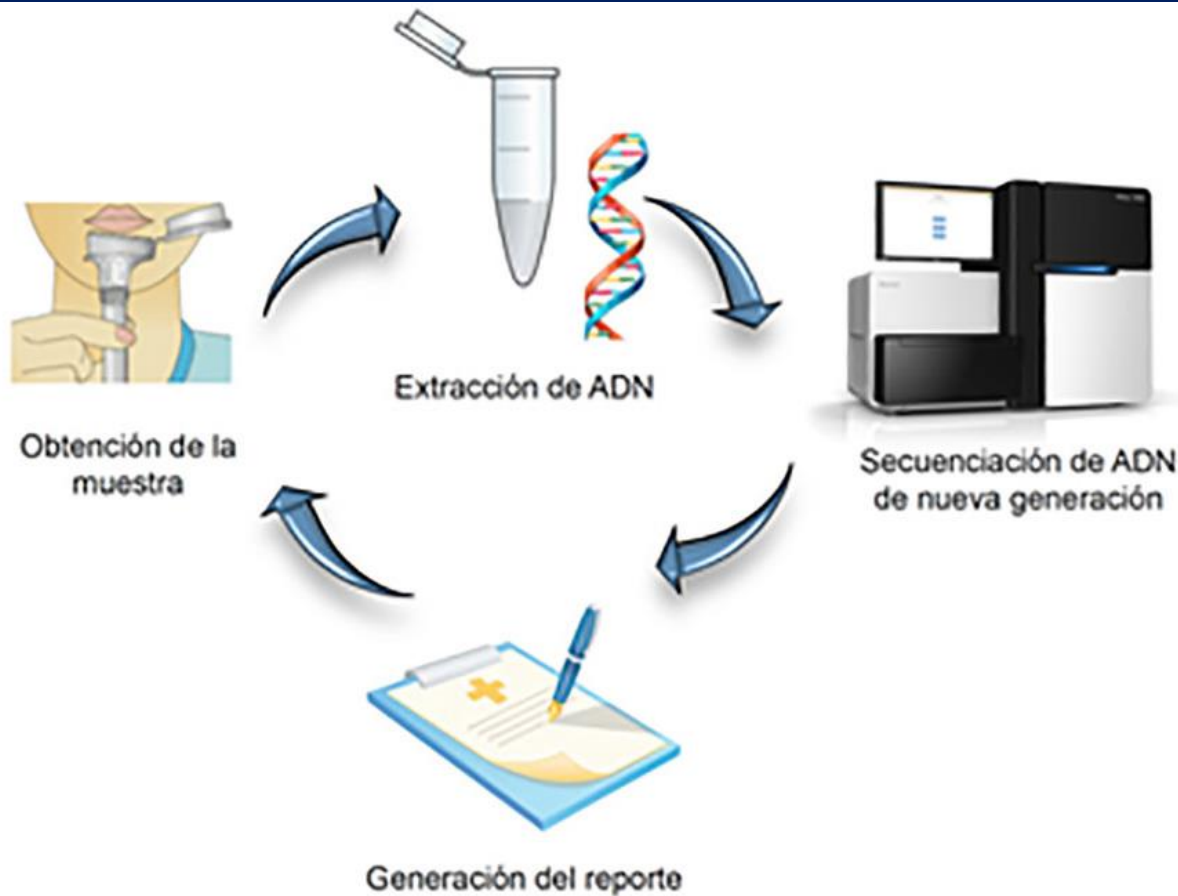 Extracción de ADN
Obtención de la
muestra
Secuenciación de ADN
de nueva generación
Generación del reporte